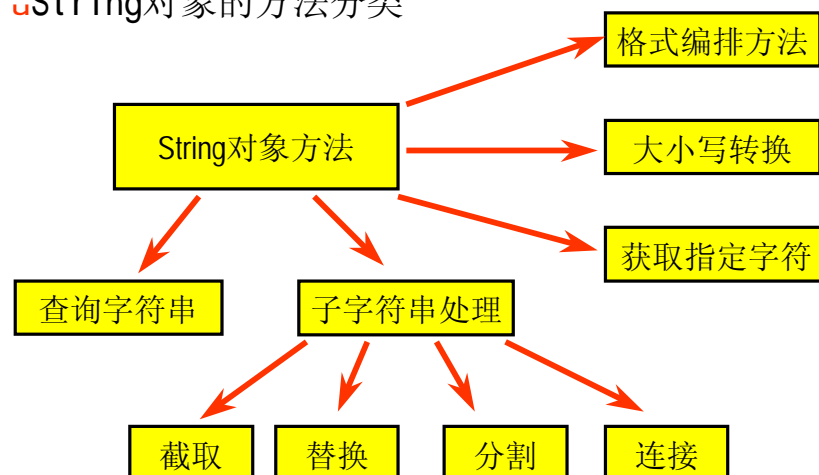 uString对象的方法分类
格式编排方法
String对象方法
大小写转换
获取指定字符
查询字符串
子字符串处理
截取
替换
分割
连接